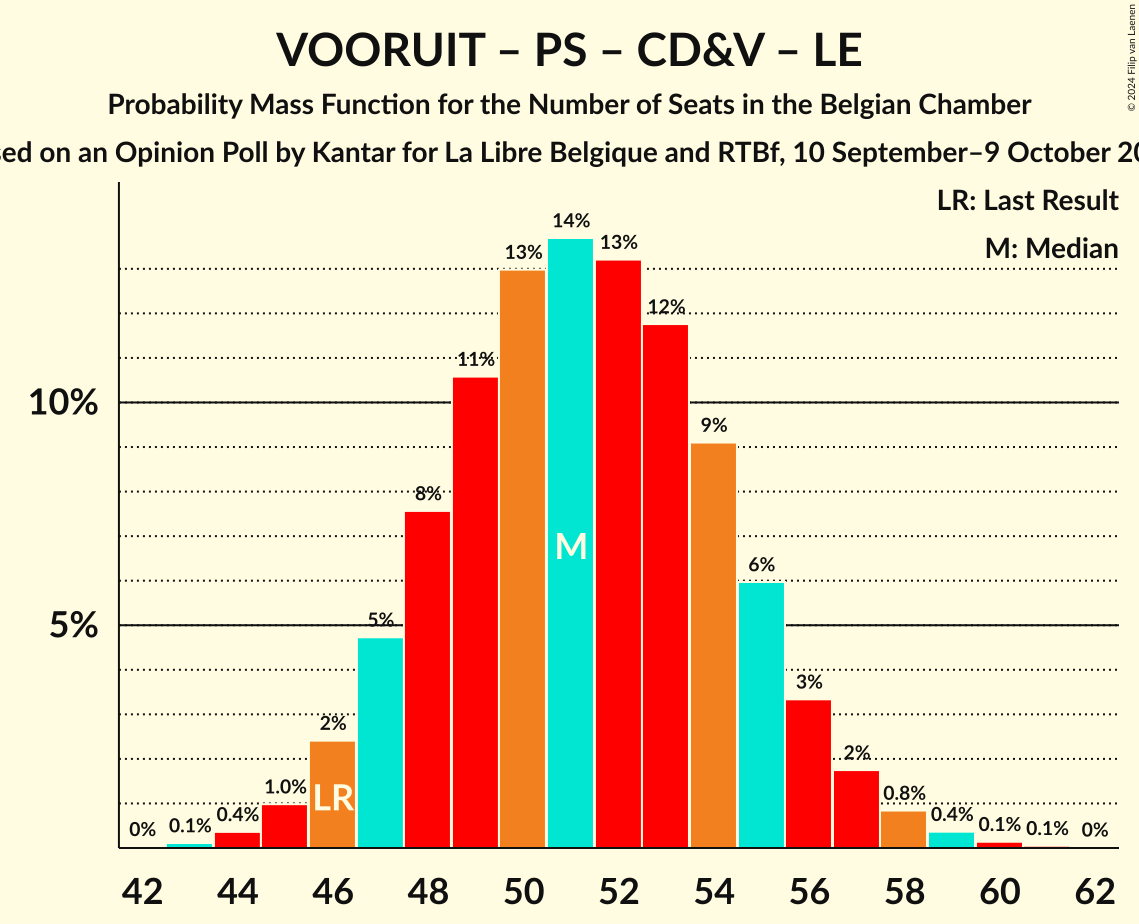 VOORUIT – PS – CD&V – LE
Probability Mass Function for the Number of Seats in the Belgian Chamber
on an Opinion Poll by Kantar for La Libre Belgique and RTBf, 10 September–9 October
© 2024 Filip van Laenen
LR: Last Result
M: Median
10%
5%
0%
0.1%
0.4%
1.0%
2%
5%
8%
11%
13%
14%
13%
12%
9%
6%
3%
2%
0.8%
0.4%
0.1%
0.1%
0%
LR
M
42 44 46 48 50 52 54 56 58 60 62